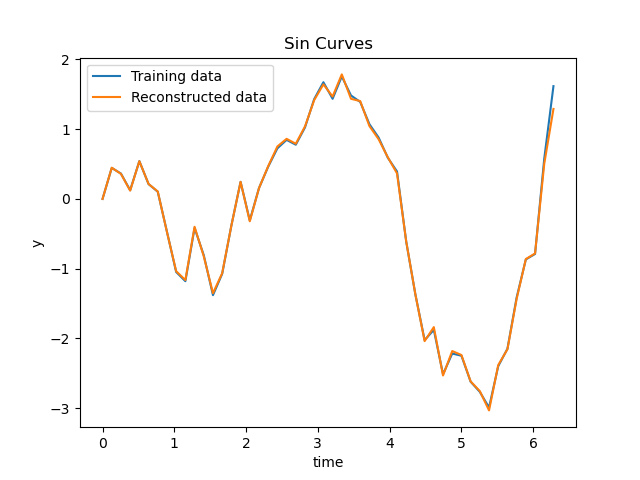 Sin Curves
Training data
Reconstructed data
2
1
0
−1
−2
−3
y
0 1 2 3 4 5 6
time